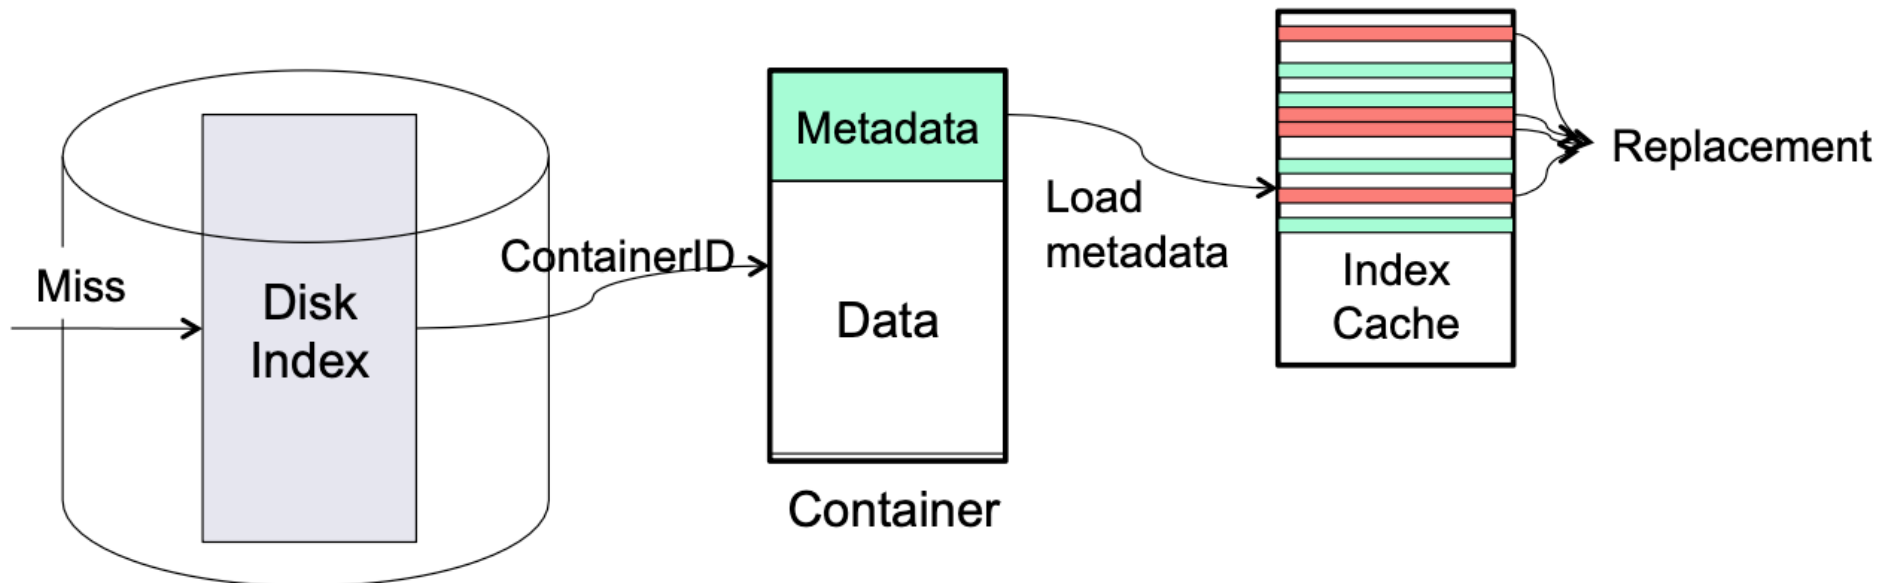 Miss
Disk
Index
ContainerID
Metadata
Data
Container
Load
metadata
Index
Cache
Replacement